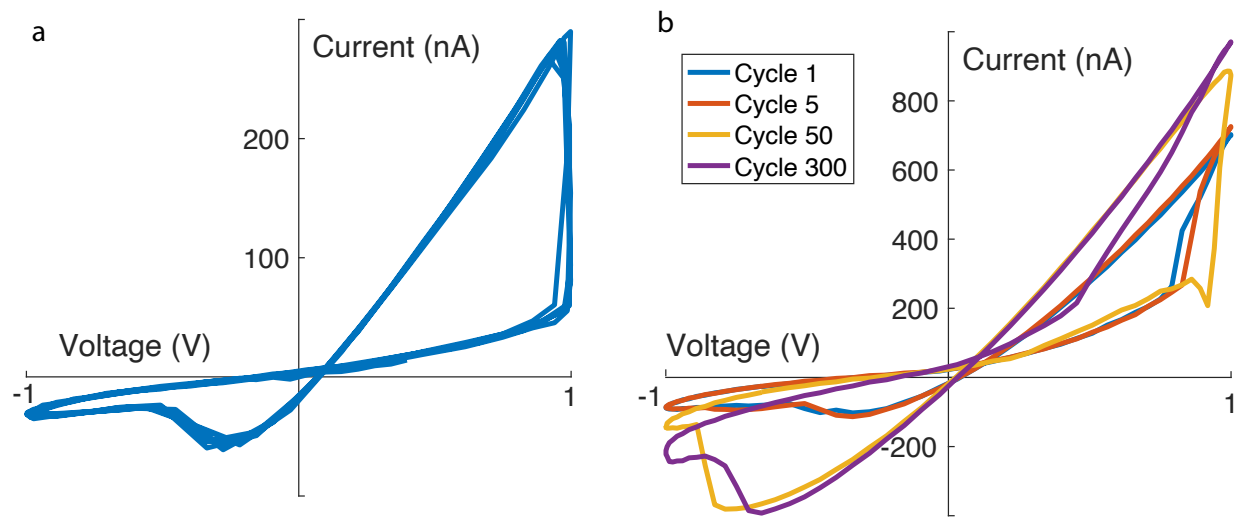 a
Current (nA)
200
100
Voltage (V)
-1
1
b
Cycle 1
Cycle 5
Cycle 50
Cycle 300
Current (nA)
800
600
400
200
Voltage (V)
-1
1
-200